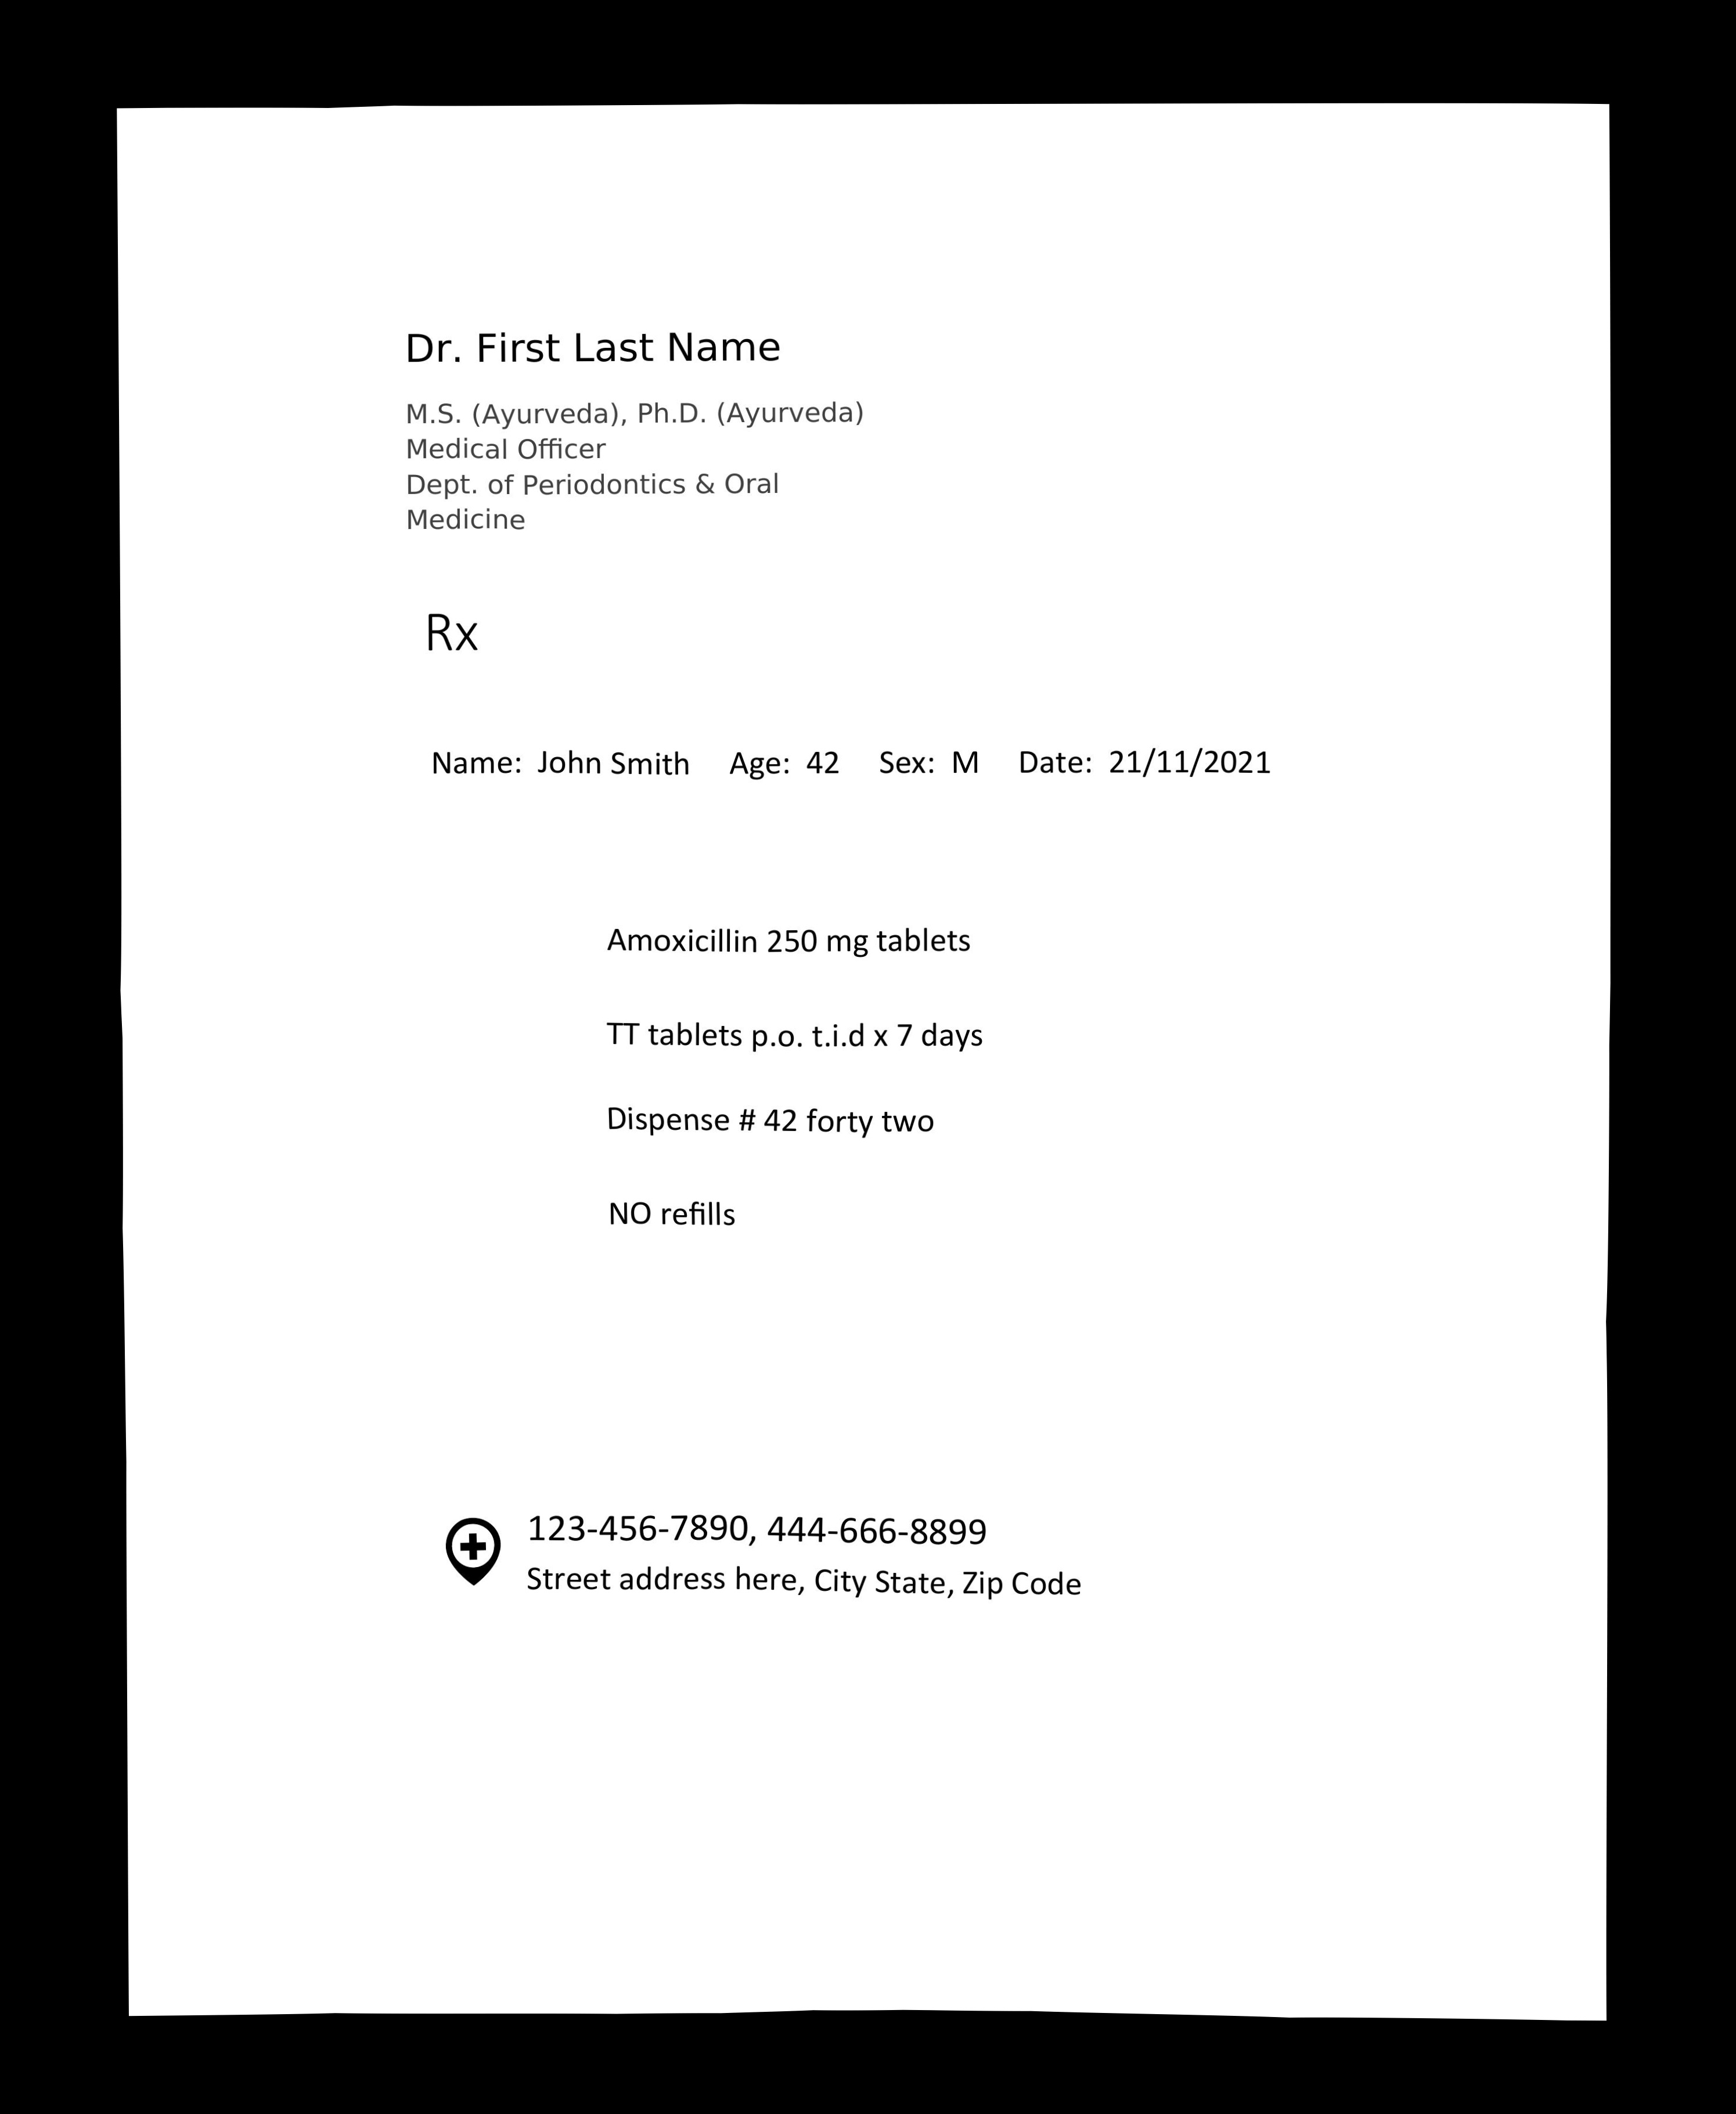 Dr. First Last Name
M.S. (Ayurveda), Ph.D. (Ayurveda)
Medical Officer
Dept. of Periodontics & Oral
Medicine
Rx
Name: John Smith Age: 42 Sex: M Date: 21/11/2021
Amoxicillin 250 mg tablets
TT tablets p.o. t.i.d x 7 days
Dispense # 42 forty two
NO refills
123-456-7890, 444-666-8899
Street address here, City State, Zip Code